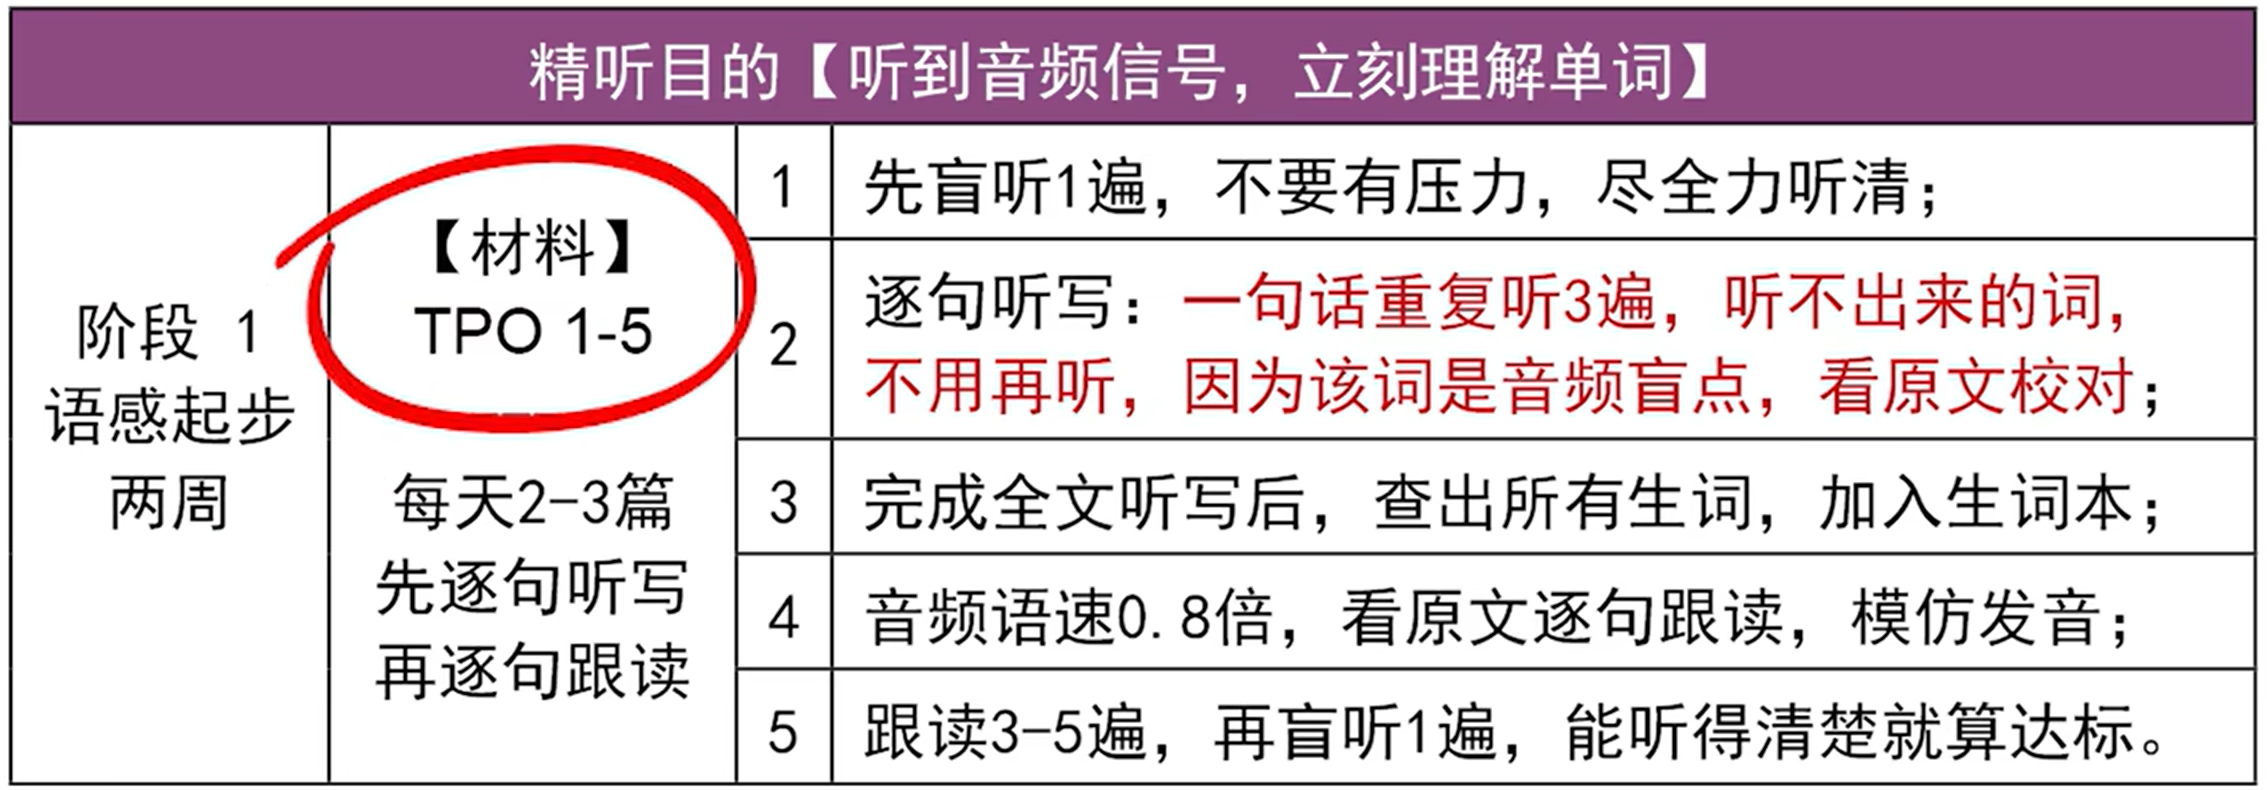 精听目的【听到音频信号，立刻理解单词】
阶段 1
语感起步
两周
【材料】
TPO 1-5
每天2-3篇
先逐句听写
再逐句跟读
1
先盲听1遍，不要有压力，尽全力听清；
2
逐句听写：一句话重复听3遍，听不出来的词，
不用再听，因为该词是音频盲点，看原文校对；
3
完成全文听写后，查出所有生词，加入生词本；
4
音频语速0.8倍，看原文逐句跟读，模仿发音；
5
跟读3-5遍，再盲听1遍，能听得清楚就算达标。